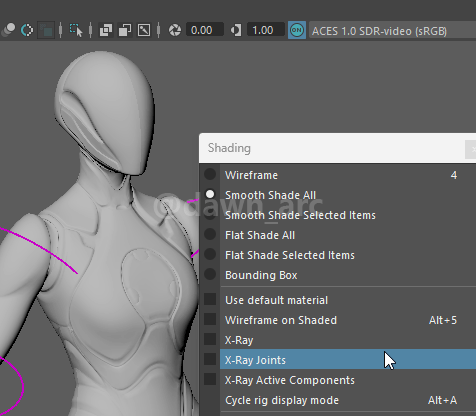 0.00
1.00
ON
ACES 1.0 SDR-video (sRGB)
Shading
Wireframe 4
Smooth Shade All
@dawn_arc
Smooth Shade Selected Items
Flat Shade All
Flat Shade Selected Items
Bounding Box
Use default material
Wireframe on Shaded Alt+5
X-Ray
X-Ray Joints
X-Ray Active Components
Cycle rig display mode Alt+A